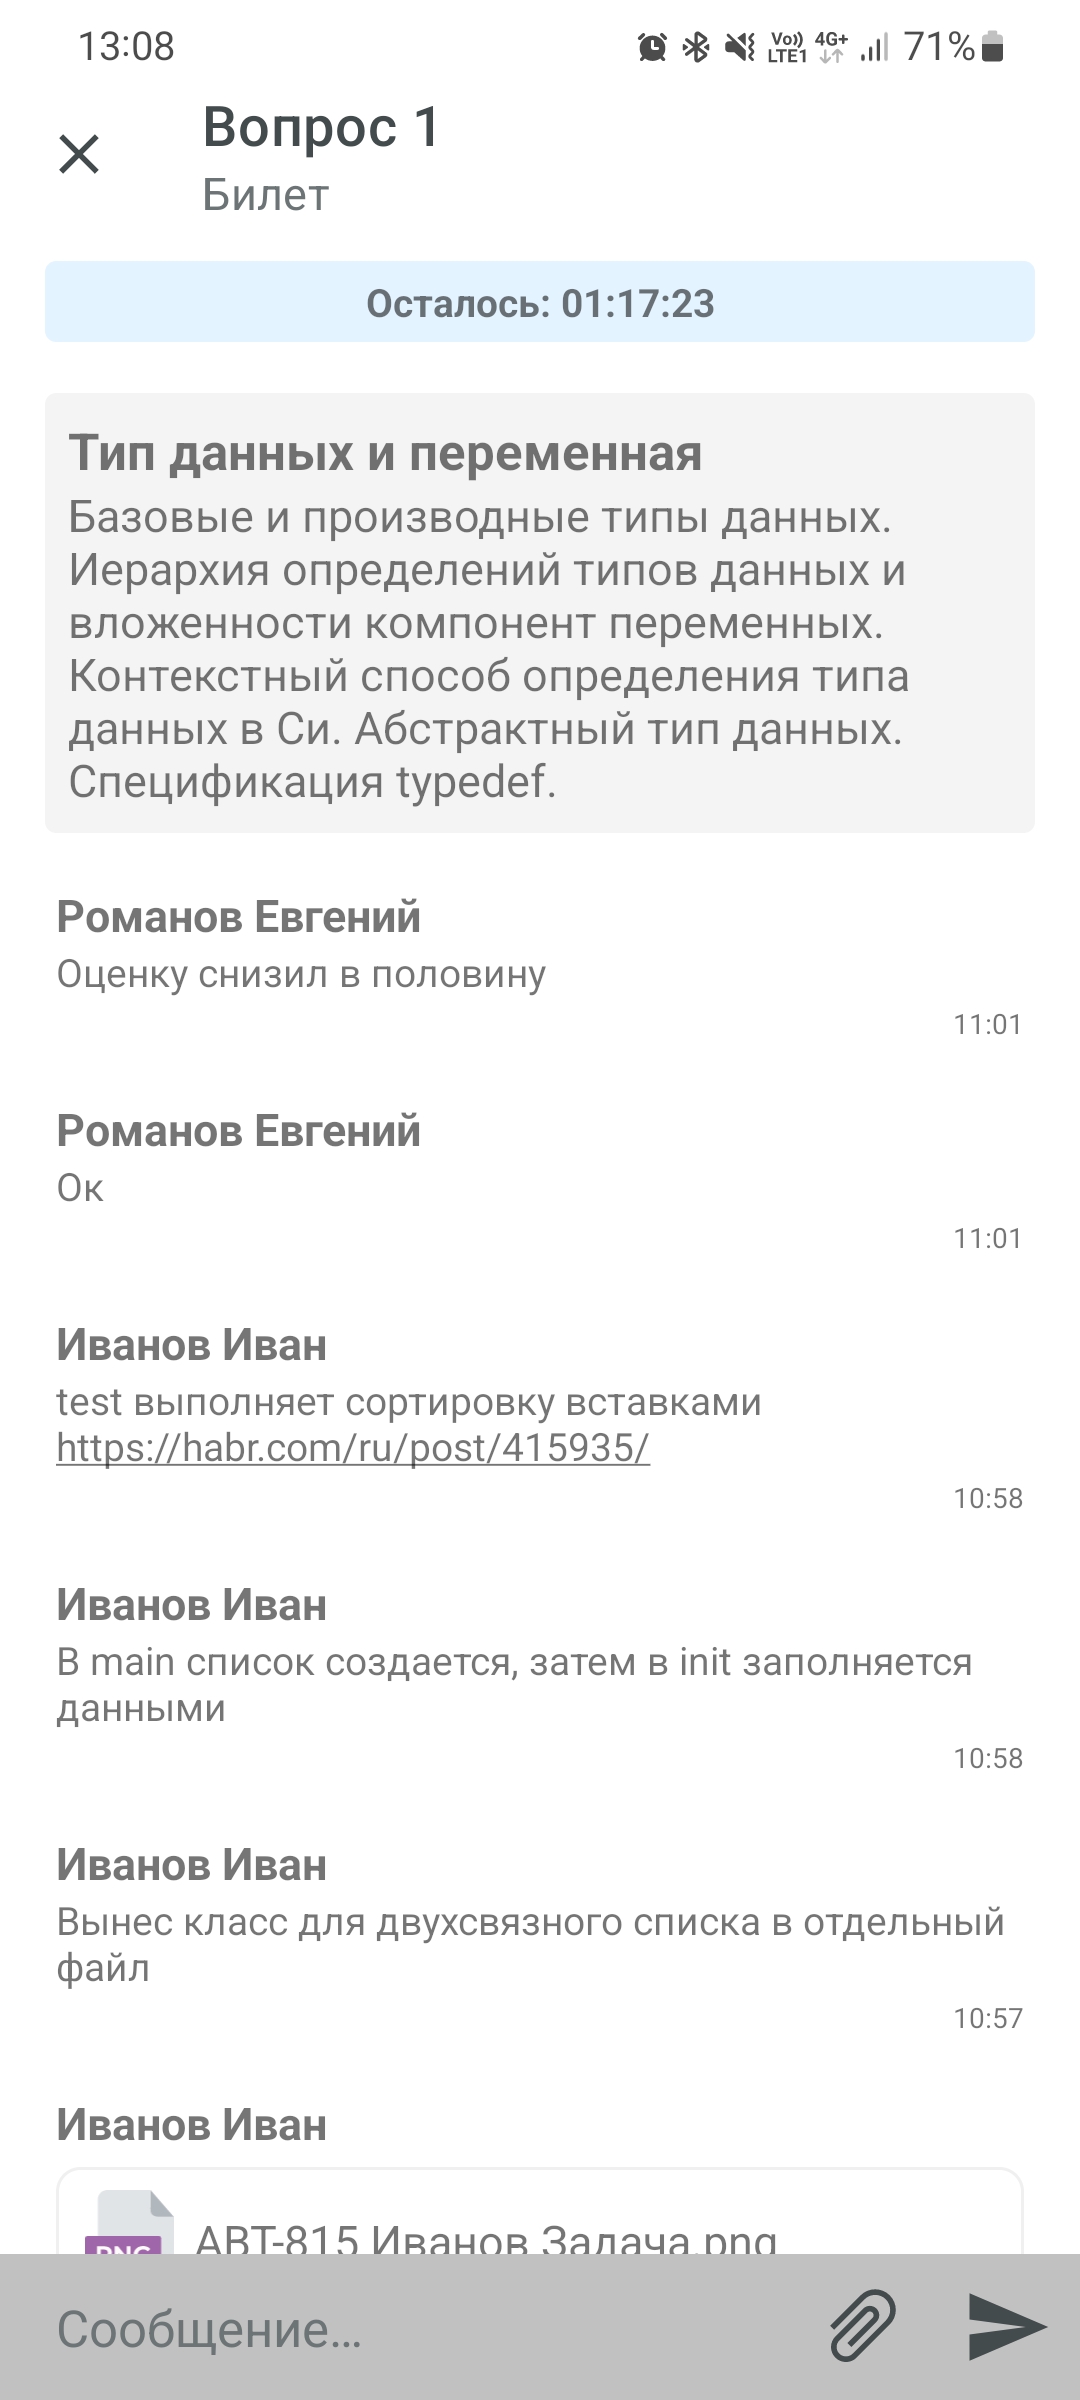 13:08
Vo)) LTE1 4G+ 71%
Вопрос 1
Билет
Осталось: 01:17:23
Тип данных и переменная
Базовые и производные типы данных.
Иерархия определений типов данных и
вложенности компонент переменных.
Контекстный способ определения типа
данных в Си. Абстрактный тип данных.
Спецификация typedef.
Романов Евгений
Оценку снизил в половину
11:01
Романов Евгений
Ок
11:01
Иванов Иван
test выполняет сортировку вставками
https://habr.com/ru/post/415935/
10:58
Иванов Иван
В main список создается, затем в init заполняется
данными
10:58
Иванов Иван
Вынес класс для двухсвязного списка в отдельный
файл
10:57
Иванов Иван
PNG
АВТ-815 Иванов Задача.png
Сообщение...